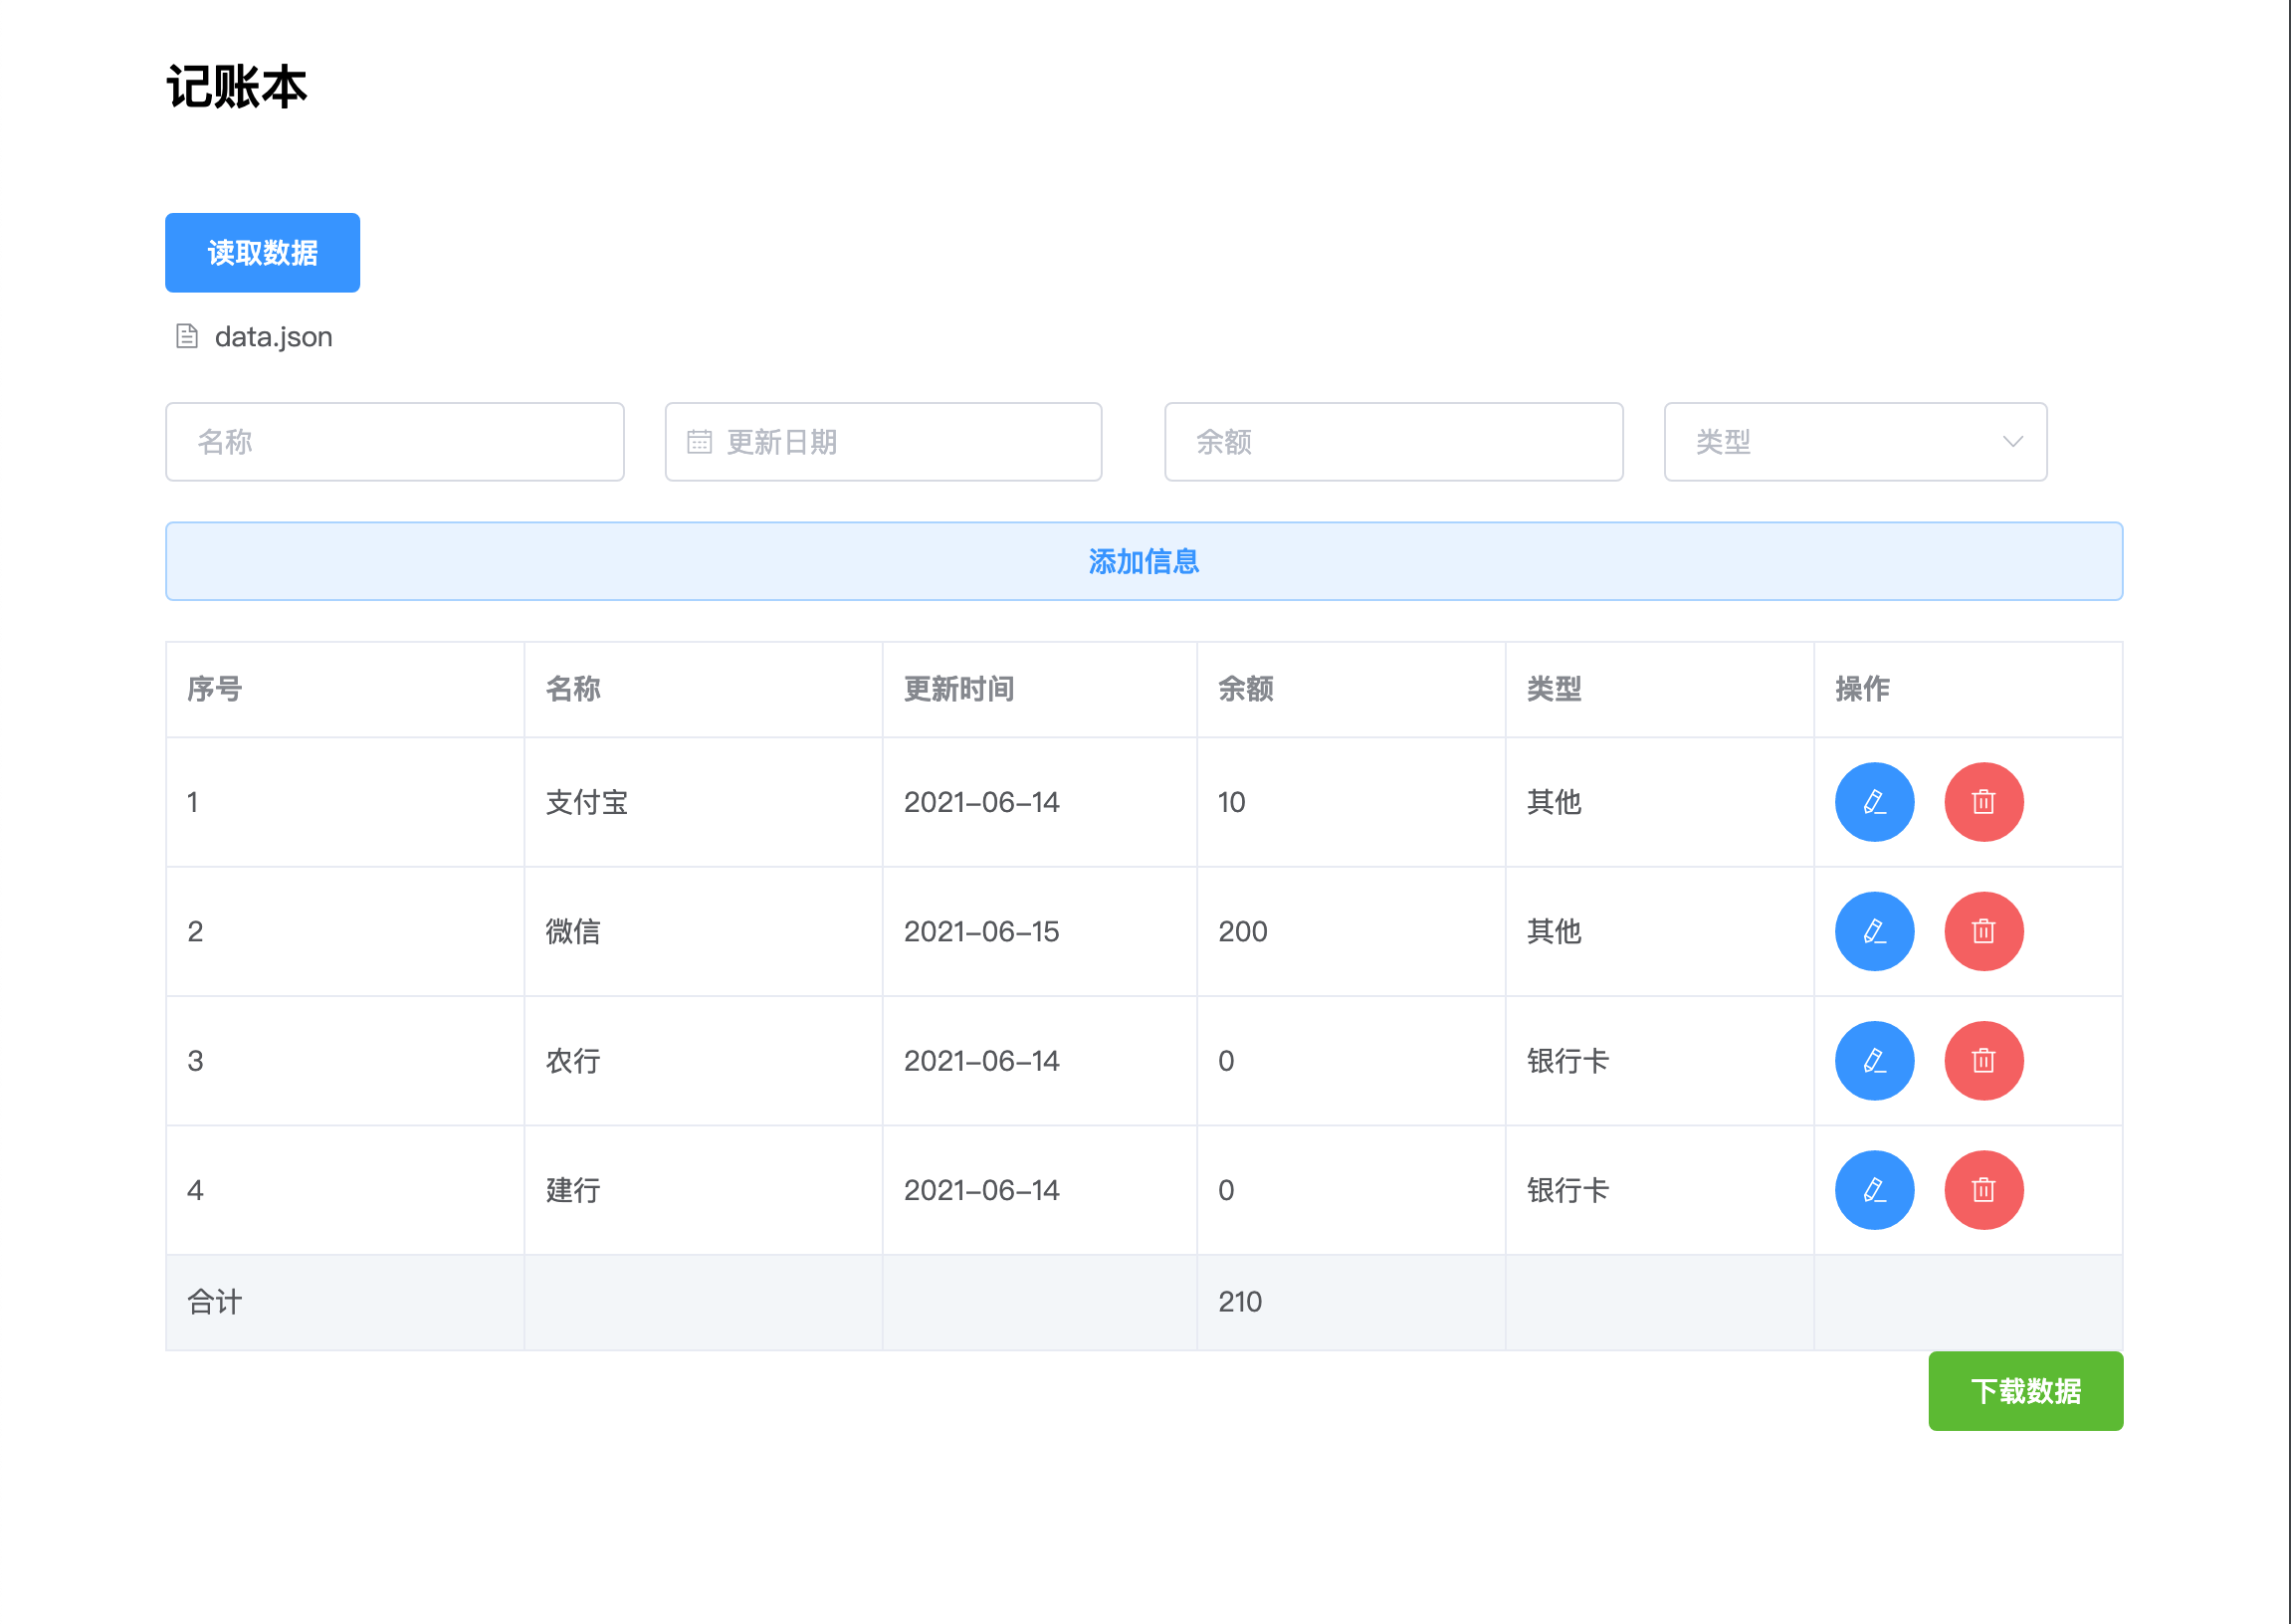 记账本
读取数据
data.json
名称 更新日期 余额 类型
添加信息
序号 名称 更新时间 余额 类型 操作
1 支付宝 2021-06-14 10 其他
2 微信 2021-06-15 200 其他
3 农行 2021-06-14 0 银行卡
4 建行 2021-06-14 0 银行卡
合计 210
下载数据